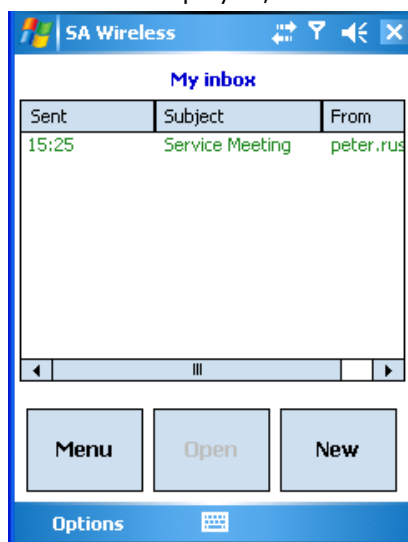 SA Wireless
My inbox
Sent Subject From
15:25 Service Meeting peter.rus
Menu Open New
Options